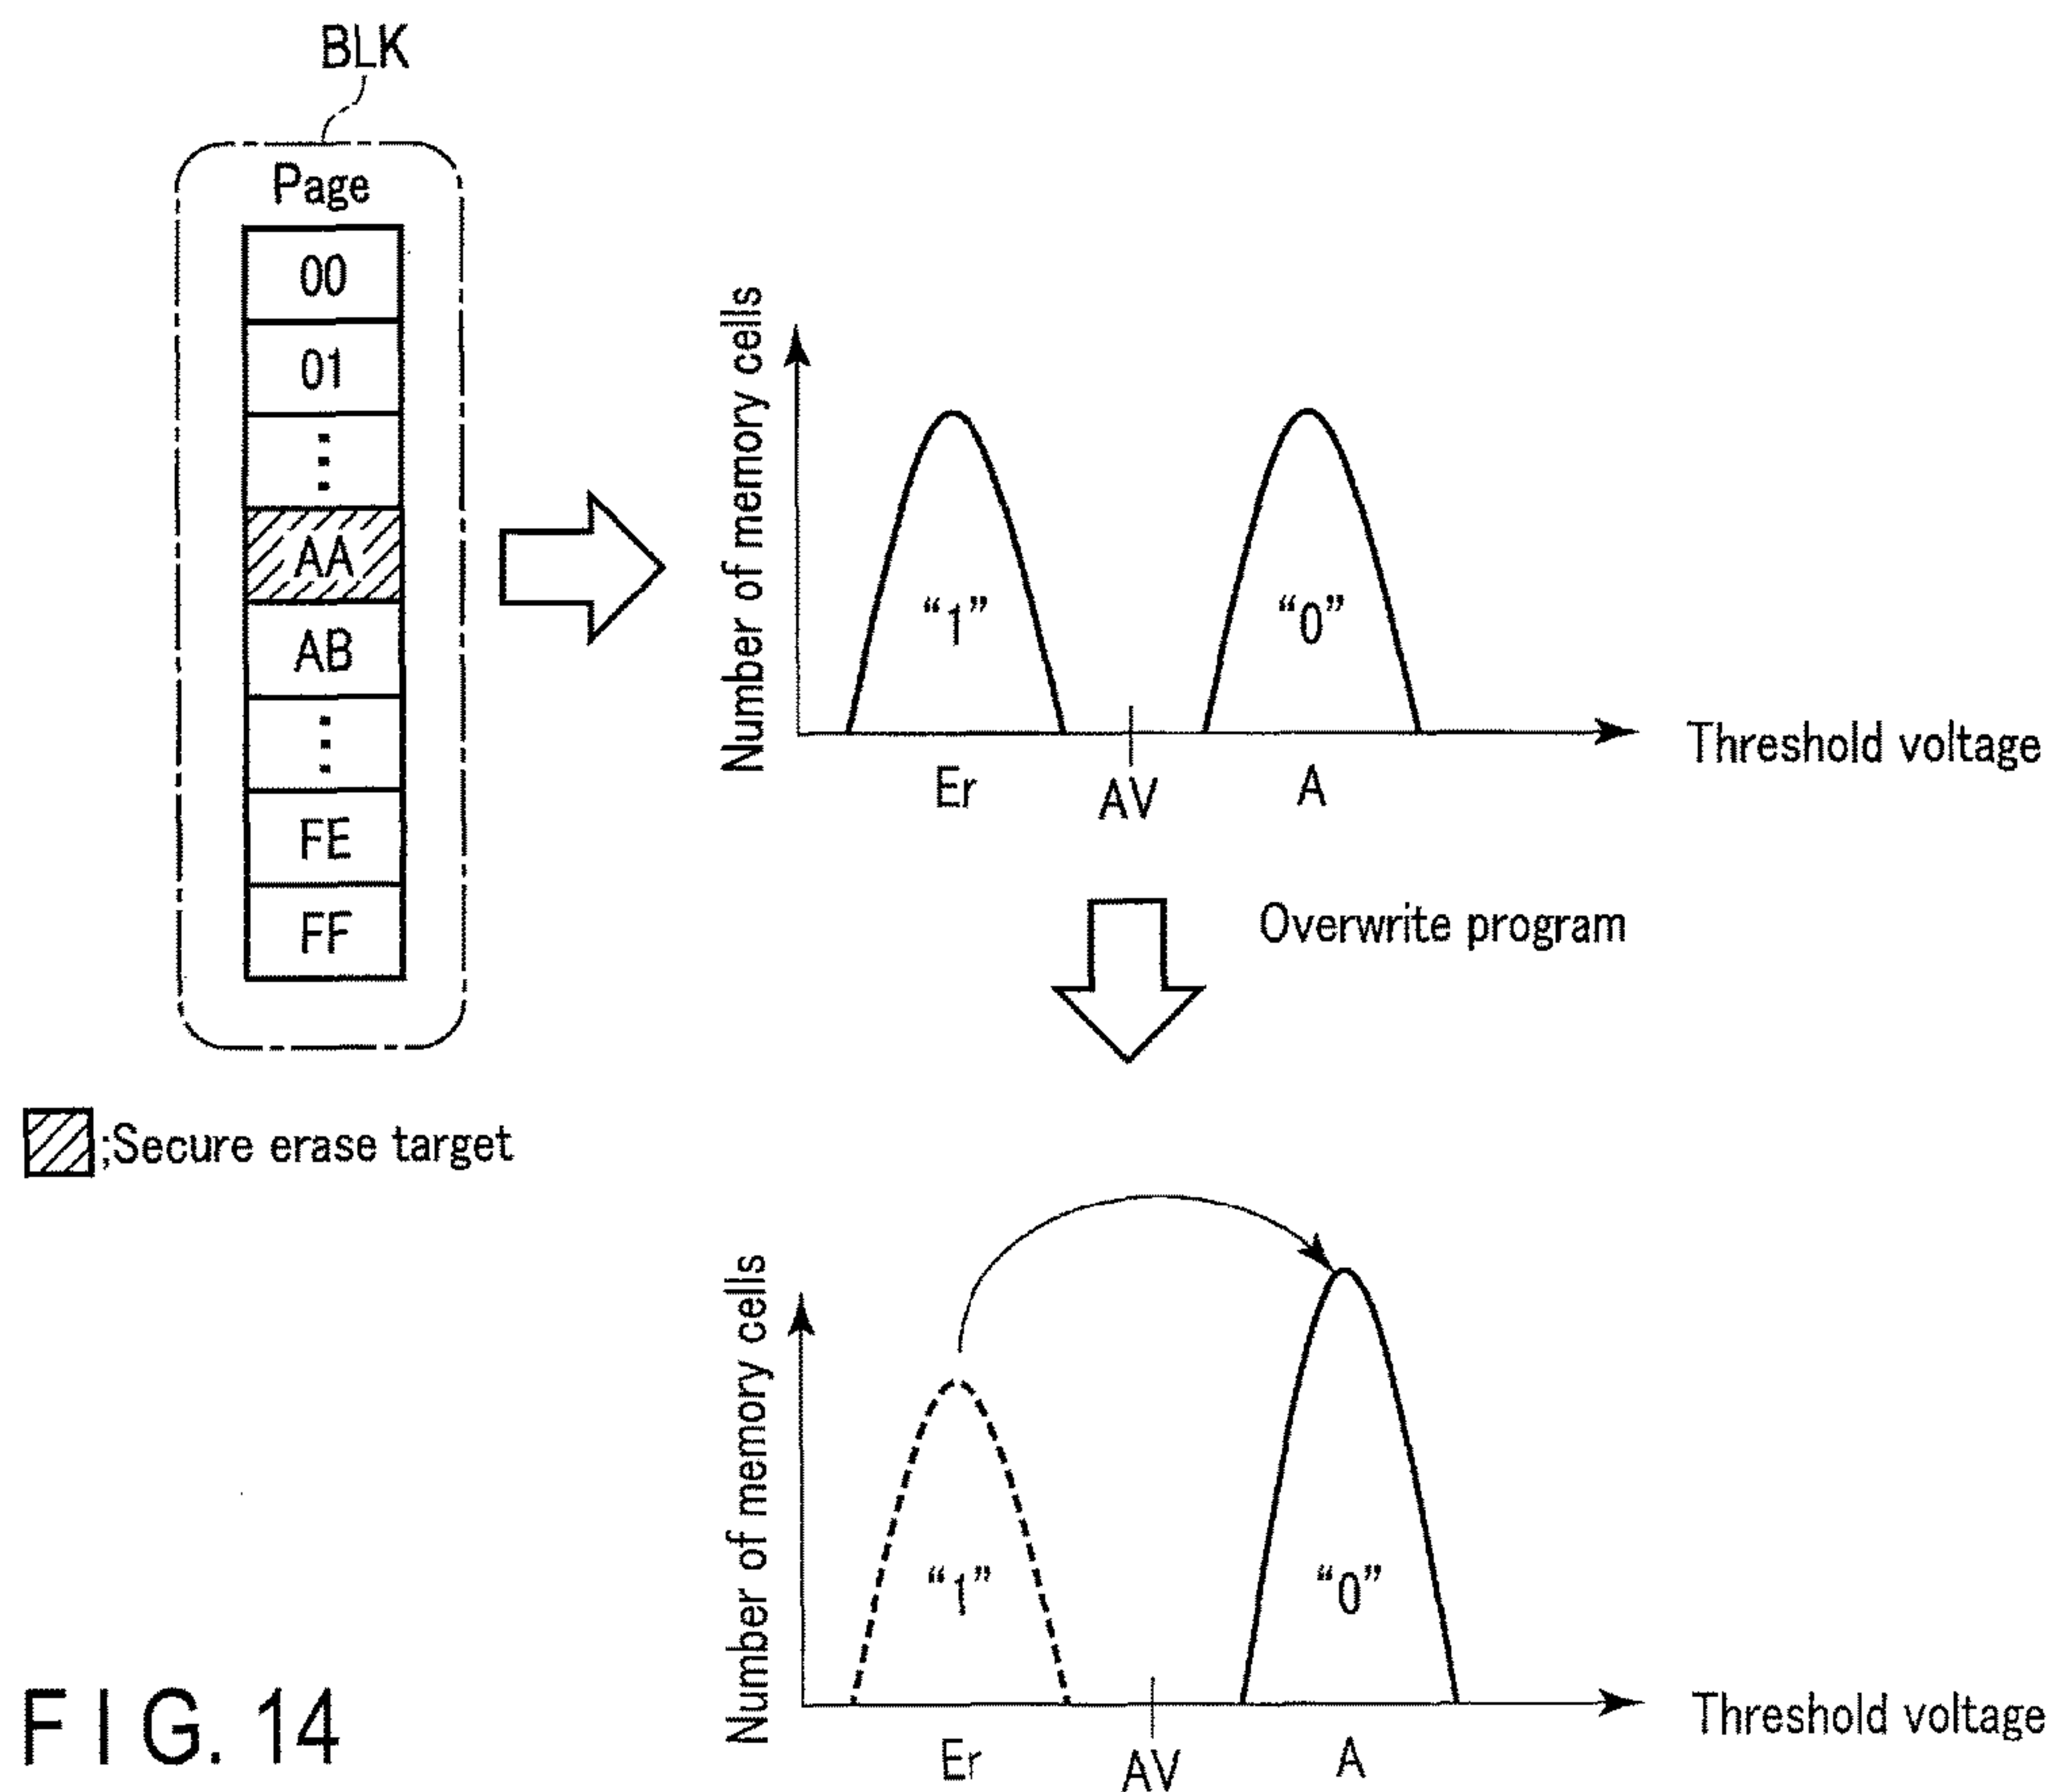 BLK
Page
00
01
⋮
AA
AB
⋮
FE
FF
;Secure erase target
Number of memory cells
“1”
“0”
Er
AV
A
Threshold voltage
Overwrite program
Number of memory cells
“1”
“0”
Er
AV
A
Threshold voltage
FIG. 14